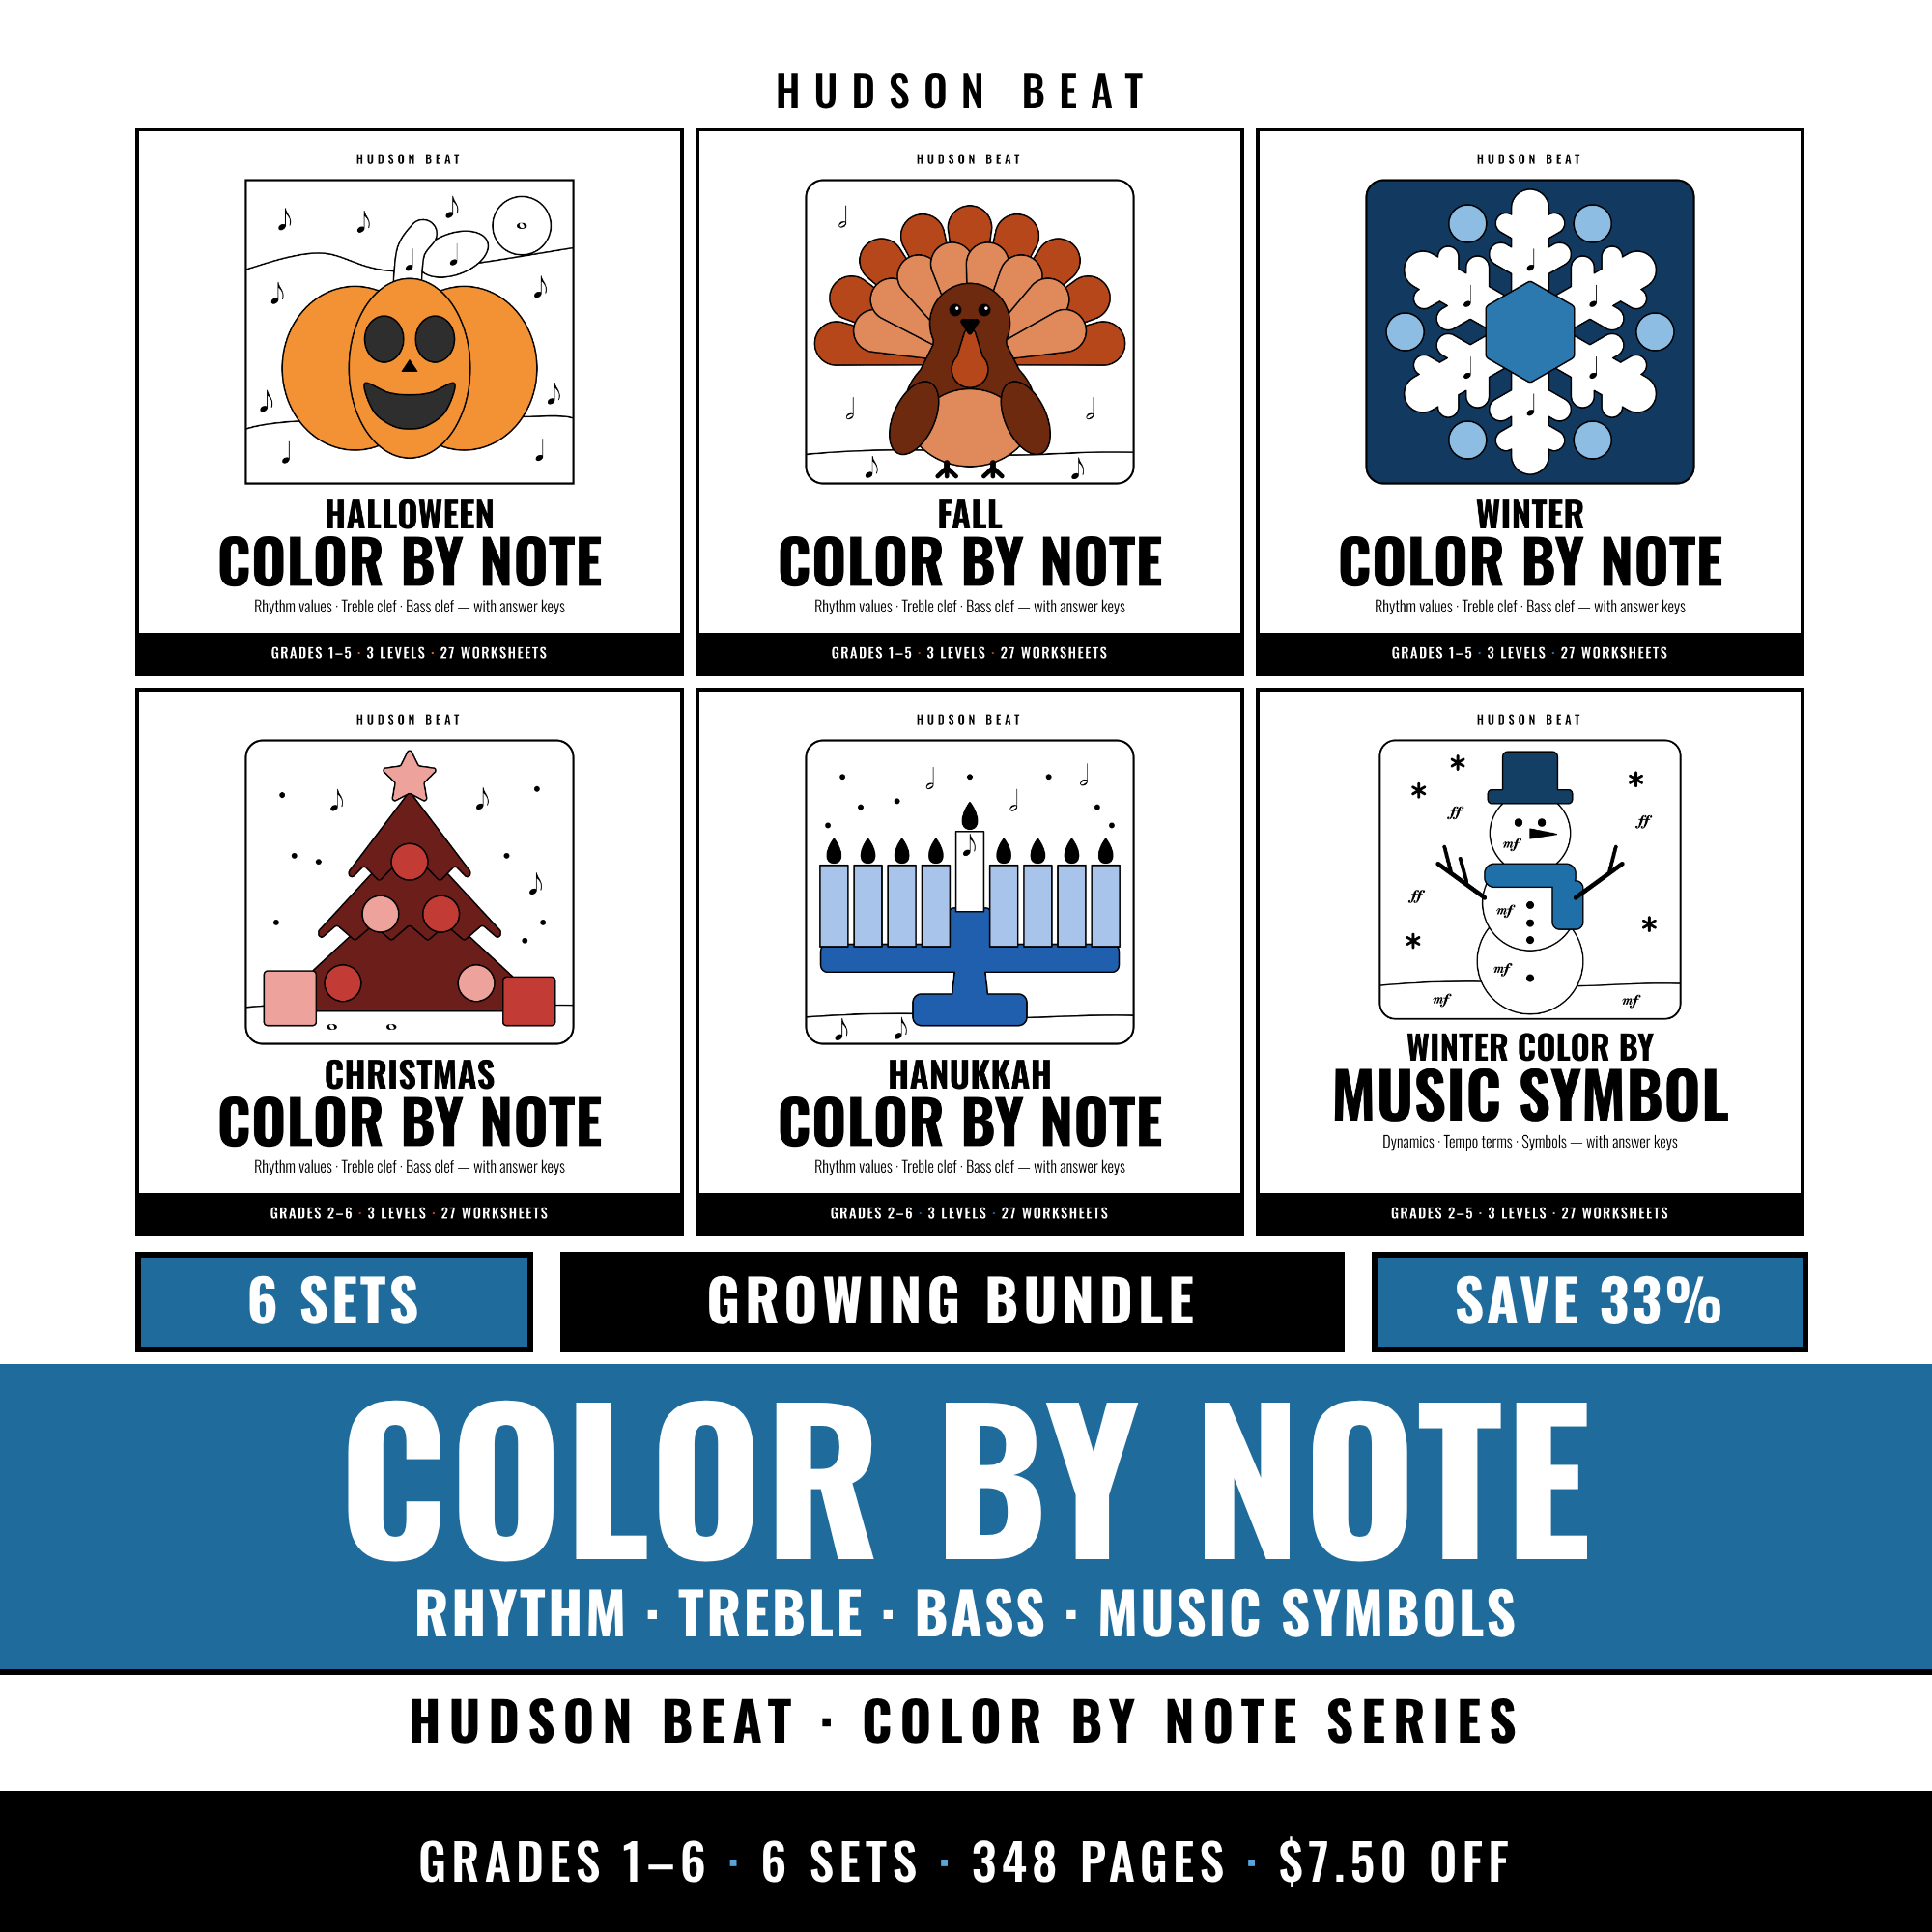 HUDSON BEAT
HUDSON BEAT
HALLOWEEN
COLOR BY NOTE
Rhythm values · Treble clef · Bass clef — with answer keys
GRADES 1–5 · 3 LEVELS · 27 WORKSHEETS
HUDSON BEAT
FALL
COLOR BY NOTE
Rhythm values · Treble clef · Bass clef — with answer keys
GRADES 1–5 · 3 LEVELS · 27 WORKSHEETS
HUDSON BEAT
WINTER
COLOR BY NOTE
Rhythm values · Treble clef · Bass clef — with answer keys
GRADES 1–5 · 3 LEVELS · 27 WORKSHEETS
HUDSON BEAT
CHRISTMAS
COLOR BY NOTE
Rhythm values · Treble clef · Bass clef — with answer keys
GRADES 2–6 · 3 LEVELS · 27 WORKSHEETS
HUDSON BEAT
HANUKKAH
COLOR BY NOTE
Rhythm values · Treble clef · Bass clef — with answer keys
GRADES 2–6 · 3 LEVELS · 27 WORKSHEETS
HUDSON BEAT
ff
ff
mf
ff
mf
mf
mf
mf
WINTER COLOR BY
MUSIC SYMBOL
Dynamics · Tempo terms · Symbols — with answer keys
GRADES 2–5 · 3 LEVELS · 27 WORKSHEETS
6 SETS
GROWING BUNDLE
SAVE 33%
COLOR BY NOTE
RHYTHM · TREBLE · BASS · MUSIC SYMBOLS
HUDSON BEAT · COLOR BY NOTE SERIES
GRADES 1–6 · 6 SETS · 348 PAGES · $7.50 OFF